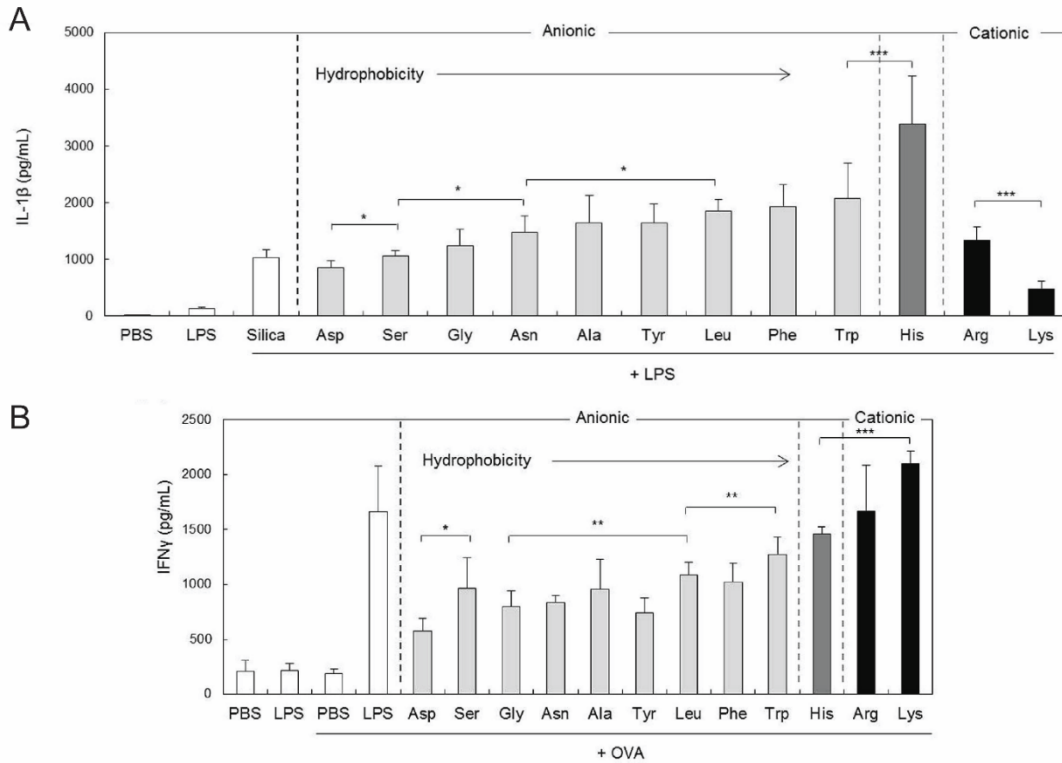 A
5000
4000
3000
2000
1000
0
IL-1β (pg/mL)
Anionic
Cationic
Hydrophobicity
***
*
*
*
***
PBS LPS Silica Asp Ser Gly Asn Ala Tyr Leu Phe Trp His Arg Lys
+ LPS
B
2500
2000
1500
1000
500
0
IFNγ (pg/mL)
Anionic
Cationic
Hydrophobicity
***
*
**
**
PBS LPS PBS LPS Asp Ser Gly Asn Ala Tyr Leu Phe Trp His Arg Lys
+ OVA